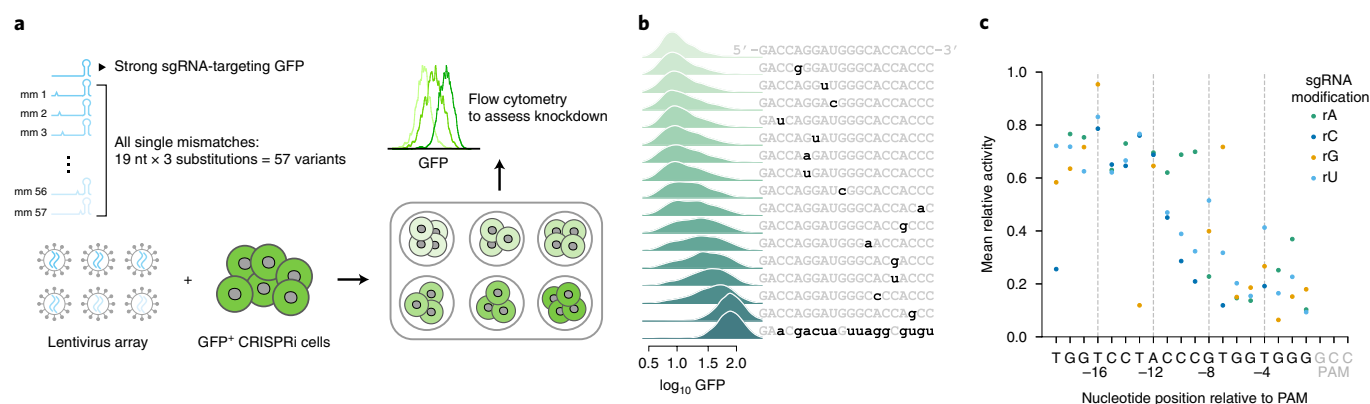 a
Strong sgRNA-targeting GFP
mm 1
mm 2
mm 3
All single mismatches:
19 nt × 3 substitutions = 57 variants
mm 56
mm 57
Lentivirus array
+
GFP⁺ CRISPRi cells
Flow cytometry
to assess knockdown
GFP
b
5′–GACCAGGAUGGGCACCACCC–3′
GACCgGGAUGGGCACCACCC
GACCAGGuUGGGCACCACCC
GACCAGGAcGGGCACCACCC
GAuCAGGAUGGGCACCACCC
GACCAGuAUGGGCACCACCC
GACCAaGAUGGGCACCACCC
GACCAuGAUGGGCACCACCC
GACCAGGAUcGGCACCACCC
GACCAGGAUGGGCACCACaC
GACCAGGAUGGGCACCgCCC
GACCAGGAUGGGaACCACCC
GACCAGGAUGGGCACgACCC
GACCAGGAUGGGCACuACCC
GACCAGGAUGGGCcCCACCC
GACCAGGAUGGGCACCAgCC
GAaCgacuaGuuaggCgugu
0.5 1.0 1.5 2.0
log₁₀ GFP
c
Mean relative activity
1.0
0.8
0.6
0.4
0.2
0.0
sgRNA
modification
rA
rC
rG
rU
TGGTCCTACCCGTGGTGGGGCC
−16 −12 −8 −4 PAM
Nucleotide position relative to PAM